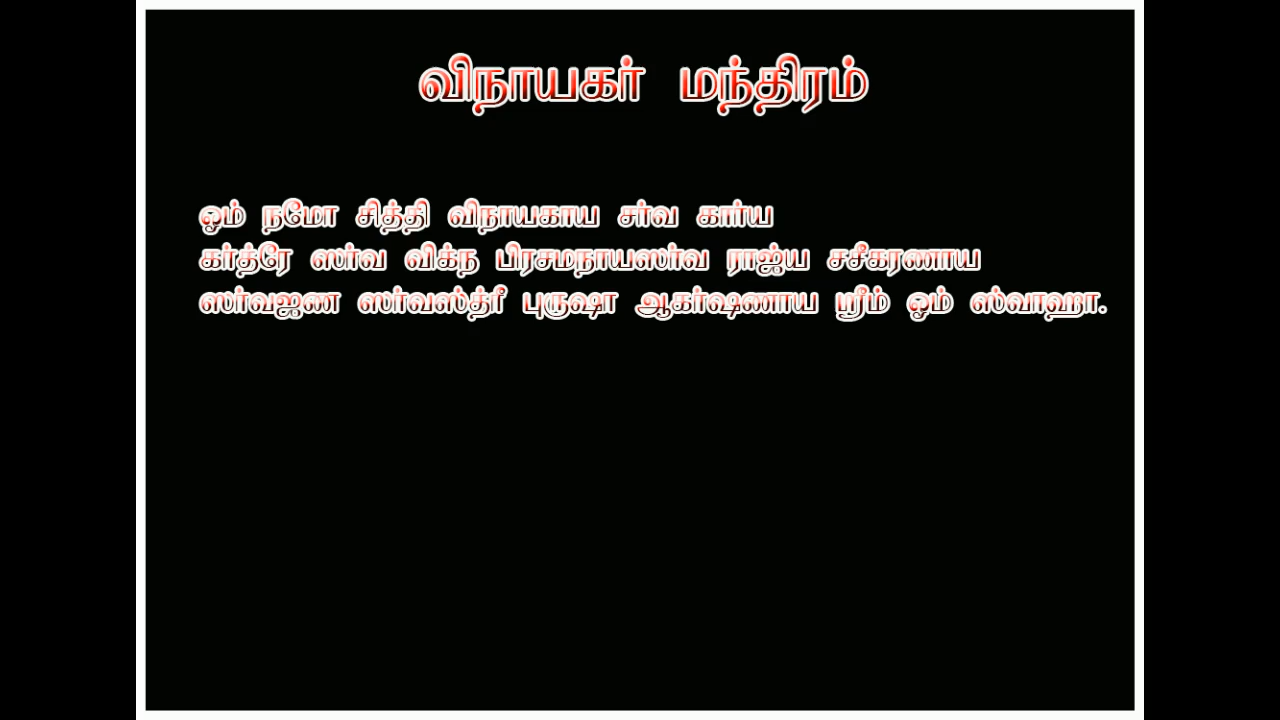 விநாயகர் மந்திரம்
ஓம் நமோ சித்தி விநாயகாய சர்வ கார்ய
கர்த்ரே ஸர்வ விக்ந பிரசமநாயஸர்வ ராஜ்ய சசீகரணாய
ஸர்வஜண ஸர்வஸ்த்ரீ புருஷா ஆகர்ஷணாய ஸ்ரீம் ஓம் ஸ்வாஹா.